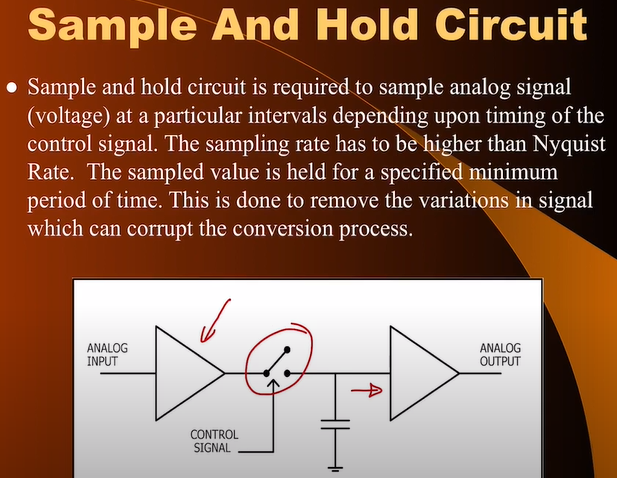 Sample And Hold Circuit
• Sample and hold circuit is required to sample analog signal
(voltage) at a particular intervals depending upon timing of the
control signal. The sampling rate has to be higher than Nyquist
Rate. The sampled value is held for a specified minimum
period of time. This is done to remove the variations in signal
which can corrupt the conversion process.
ANALOG
INPUT
ANALOG
OUTPUT
CONTROL
SIGNAL